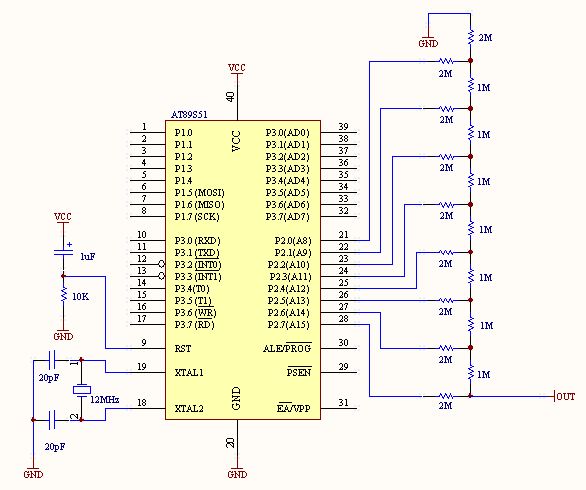 AT89S51
VCC
40
VCC
1 P1.0
2 P1.1
3 P1.2
4 P1.3
5 P1.4
6 P1.5 (MOSI)
7 P1.6 (MISO)
8 P1.7 (SCK)
10 P3.0 (RXD)
11 P3.1 (TXD)
12 P3.2 (INT0)
13 P3.3 (INT1)
14 P3.4 (T0)
15 P3.5 (T1)
16 P3.6 (WR)
17 P3.7 (RD)
9 RST
19 XTAL1
18 XTAL2
P3.0(AD0) 39
P3.1(AD1) 38
P3.2(AD2) 37
P3.3(AD3) 36
P3.4(AD4) 35
P3.5(AD5) 34
P3.6(AD6) 33
P3.7(AD7) 32
P2.0(A8) 21
P2.1(A9) 22
P2.2(A10) 23
P2.3(A11) 24
P2.4(A12) 25
P2.5(A13) 26
P2.6(A14) 27
P2.7(A15) 28
ALE/PROG 30
PSEN 29
EA/VPP 31
GND
20
GND
VCC
+
1uF
10K
GND
20pF
1
12MHz
2
20pF
GND
GND
2M
2M
1M
2M
1M
2M
1M
2M
1M
2M
1M
2M
1M
2M
1M
2M
OUT